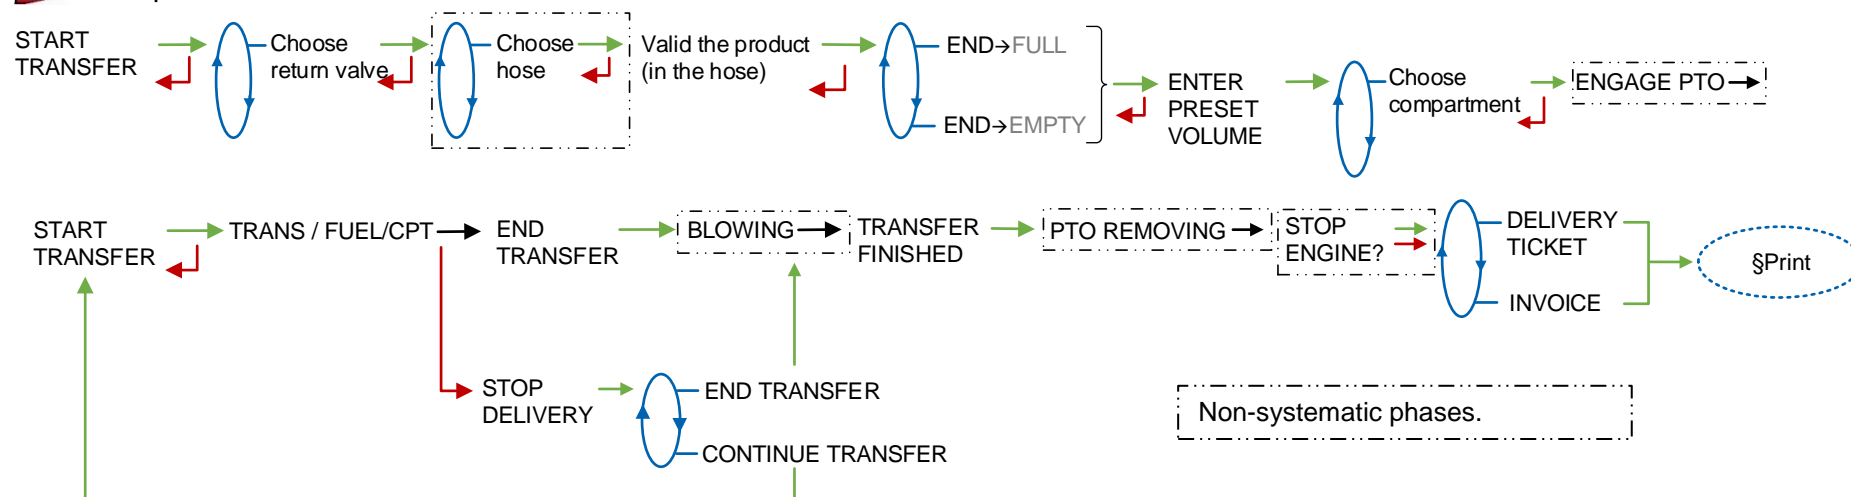 START
TRANSFER
Choose
return valve
Choose
hose
Valid the product
(in the hose)
END→FULL
END→EMPTY
ENTER
PRESET
VOLUME
Choose
compartment
ENGAGE PTO
START
TRANSFER
TRANS / FUEL/CPT
END
TRANSFER
BLOWING
TRANSFER
FINISHED
PTO REMOVING
STOP
ENGINE?
DELIVERY
TICKET
INVOICE
§Print
STOP
DELIVERY
END TRANSFER
CONTINUE TRANSFER
Non-systematic phases.